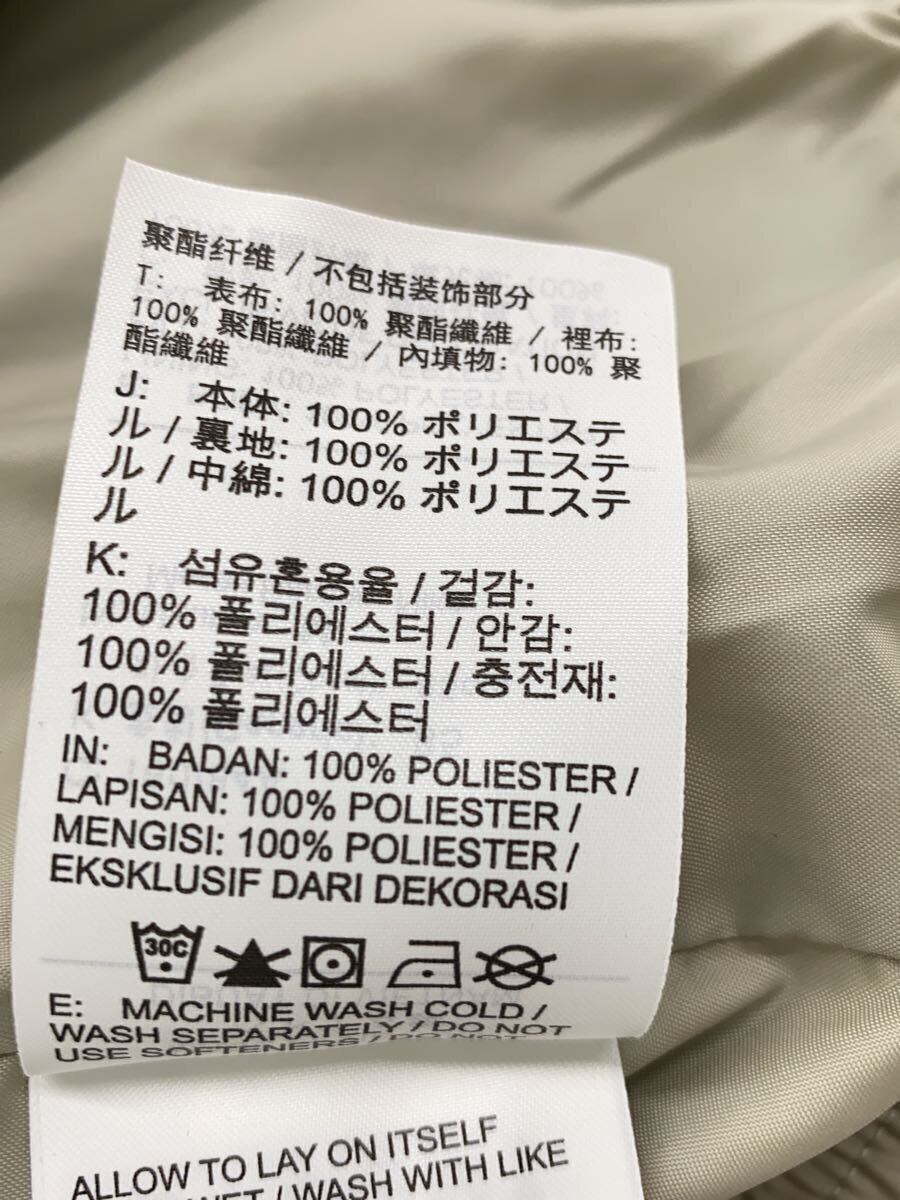 聚酯纤维 / 不包括装饰部分
T: 表布: 100% 聚酯纖維 / 裡布:
100% 聚酯纖維 / 內填物: 100% 聚
酯纖維
J: 本体: 100% ポリエステ
ル / 裏地: 100% ポリエステ
ル / 中綿: 100% ポリエステ
ル
K: 섬유혼용율 / 겉감:
100% 폴리에스터 / 안감:
100% 폴리에스터 / 충전재:
100% 폴리에스터
IN: BADAN: 100% POLIESTER /
LAPISAN: 100% POLIESTER /
MENGISI: 100% POLIESTER /
EKSKLUSIF DARI DEKORASI
30C
E: MACHINE WASH COLD /
WASH SEPARATELY / DO NOT
USE SOFTENERS / DO NOT
ALLOW TO LAY ON ITSELF
WET / WASH WITH LIKE